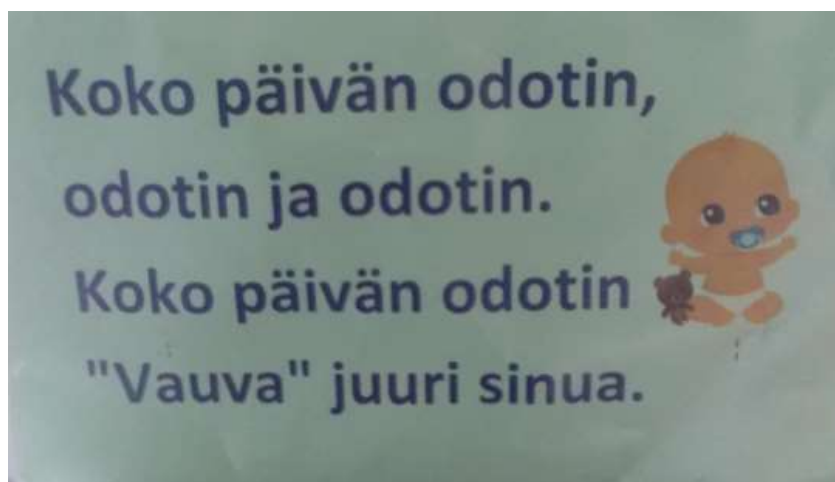 Koko päivän odotin,
odotin ja odotin.
Koko päivän odotin
"Vauva" juuri sinua.